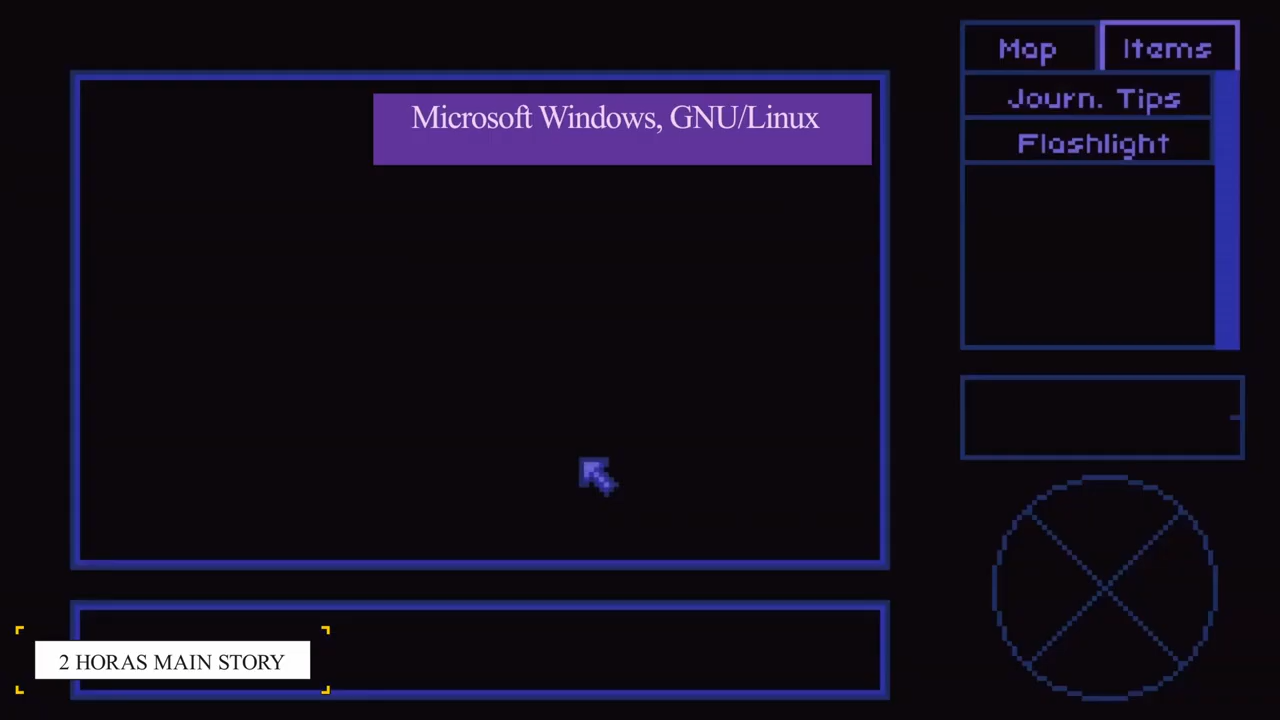 Map
Items
Microsoft Windows, GNU/Linux
Journ. Tips
Flashlight
2 HORAS MAIN STORY